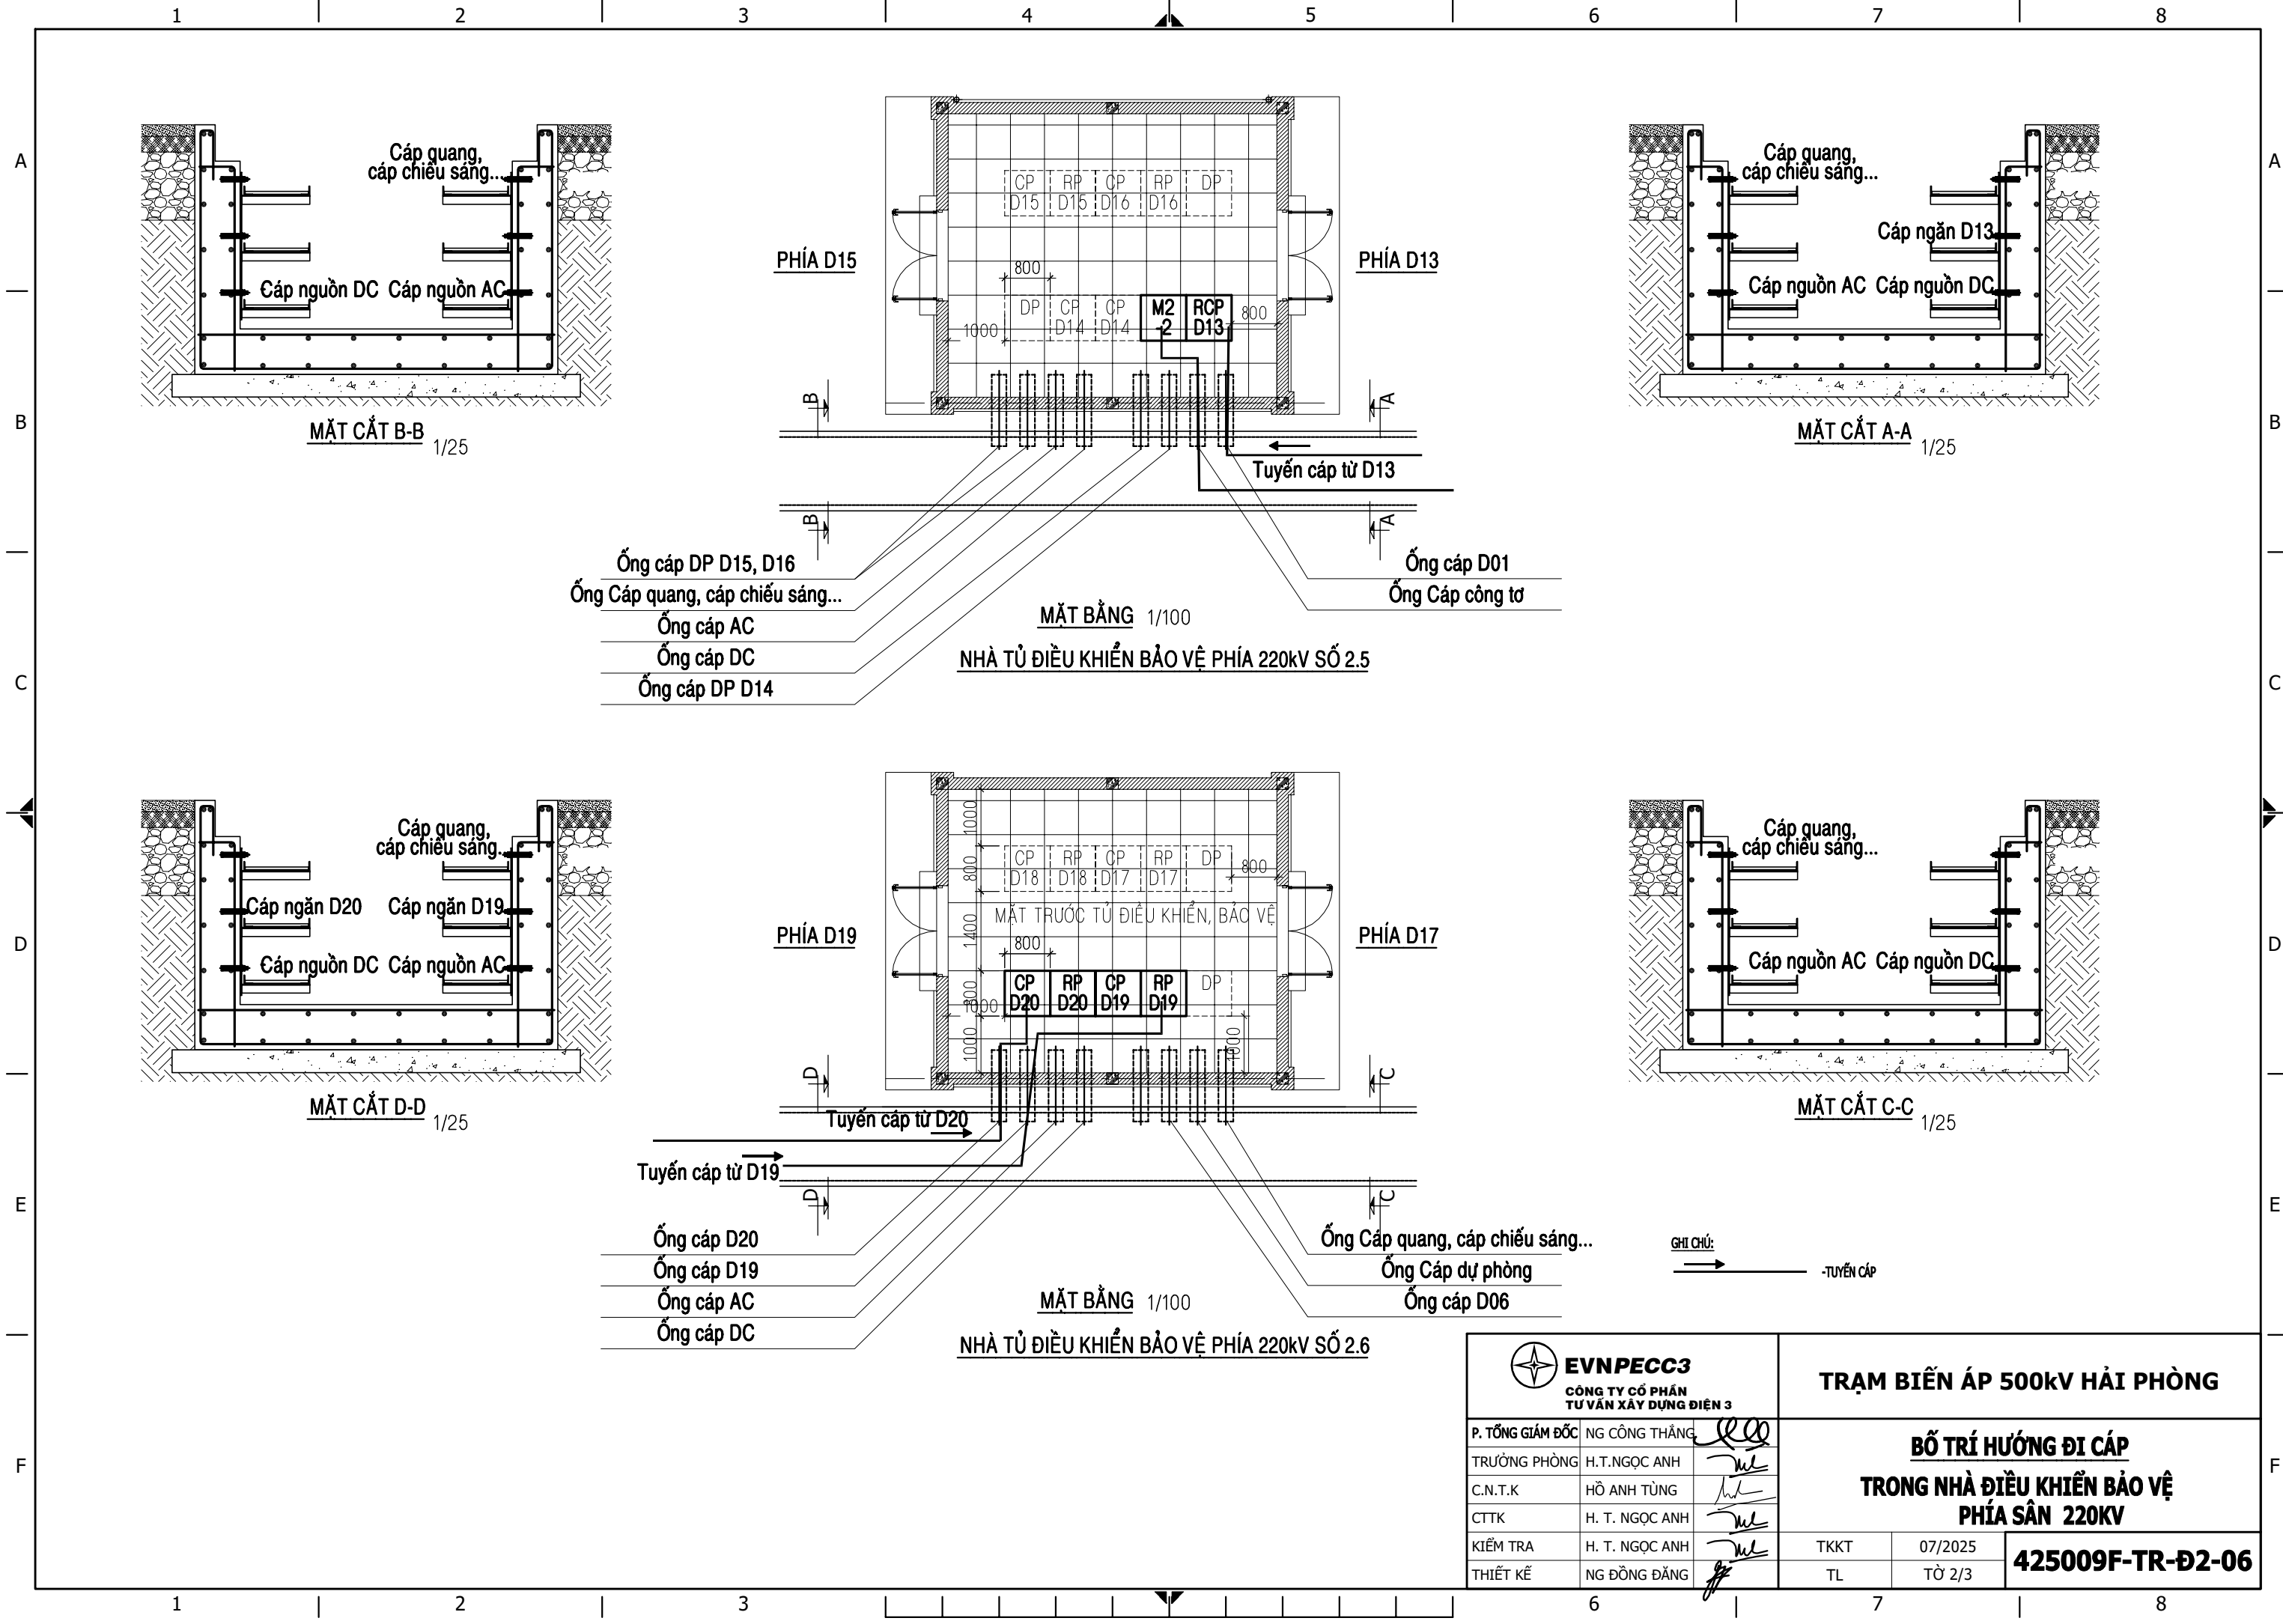 1 2 3 4 5 6 7 8
A
B
C
D
E
F
A
B
C
D
E
F
Cáp quang,
cáp chiếu sáng...
Cáp nguồn DC Cáp nguồn AC
MẶT CẮT B-B 1/25
PHÍA D15
CP RP CP RP DP
D15 D15 D16 D16
800
DP CP CP M2 RCP
D14 D14 -2 D13
1000
800
PHÍA D13
B
B
A
A
Tuyến cáp từ D13
Ống cáp DP D15, D16
Ống Cáp quang, cáp chiếu sáng...
Ống cáp AC
Ống cáp DC
Ống cáp DP D14
Ống cáp D01
Ống Cáp công tơ
MẶT BẰNG 1/100
NHÀ TỦ ĐIỀU KHIỂN BẢO VỆ PHÍA 220kV SỐ 2.5
Cáp quang,
cáp chiếu sáng...
Cáp ngăn D13
Cáp nguồn AC Cáp nguồn DC
MẶT CẮT A-A 1/25
Cáp quang,
cáp chiếu sáng...
Cáp ngăn D20 Cáp ngăn D19
Cáp nguồn DC Cáp nguồn AC
MẶT CẮT D-D 1/25
PHÍA D19
1000
800
1400
800
1000
CP RP CP RP DP
D18 D18 D17 D17
800
MẶT TRƯỚC TỦ ĐIỀU KHIỂN, BẢO VỆ
800
CP RP CP RP DP
D20 D20 D19 D19
1000
1000
PHÍA D17
D
D
C
C
Tuyến cáp từ D20
Tuyến cáp từ D19
Ống cáp D20
Ống cáp D19
Ống cáp AC
Ống cáp DC
Ống Cáp quang, cáp chiếu sáng...
Ống Cáp dự phòng
Ống cáp D06
MẶT BẰNG 1/100
NHÀ TỦ ĐIỀU KHIỂN BẢO VỆ PHÍA 220kV SỐ 2.6
Cáp quang,
cáp chiếu sáng...
Cáp nguồn AC Cáp nguồn DC
MẶT CẮT C-C 1/25
GHI CHÚ:
-TUYẾN CÁP
EVNPECC3
CÔNG TY CỔ PHẦN
TƯ VẤN XÂY DỰNG ĐIỆN 3
TRẠM BIẾN ÁP 500kV HẢI PHÒNG
P. TỔNG GIÁM ĐỐC NG CÔNG THẮNG
TRƯỞNG PHÒNG H.T.NGỌC ANH
C.N.T.K HỒ ANH TÙNG
CTTK H. T. NGỌC ANH
KIỂM TRA H. T. NGỌC ANH
THIẾT KẾ NG ĐỒNG ĐĂNG
BỐ TRÍ HƯỚNG ĐI CÁP
TRONG NHÀ ĐIỀU KHIỂN BẢO VỆ
PHÍA SÂN 220KV
TKKT 07/2025
TL TỜ 2/3
425009F-TR-Đ2-06
1 2 3 6 7 8